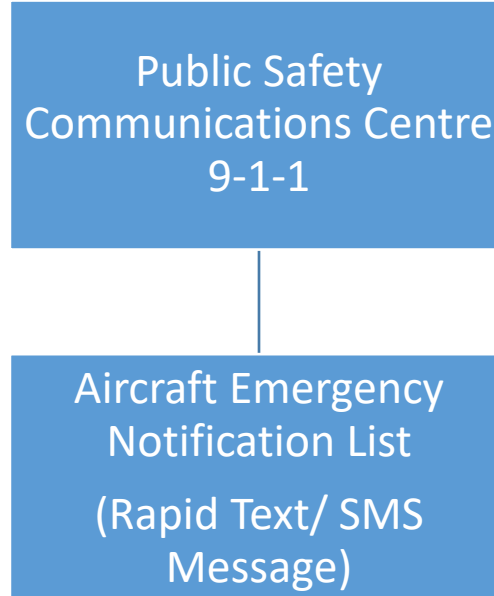 Public Safety
Communications Centre
9-1-1
Aircraft Emergency
Notification List
(Rapid Text/ SMS
Message)